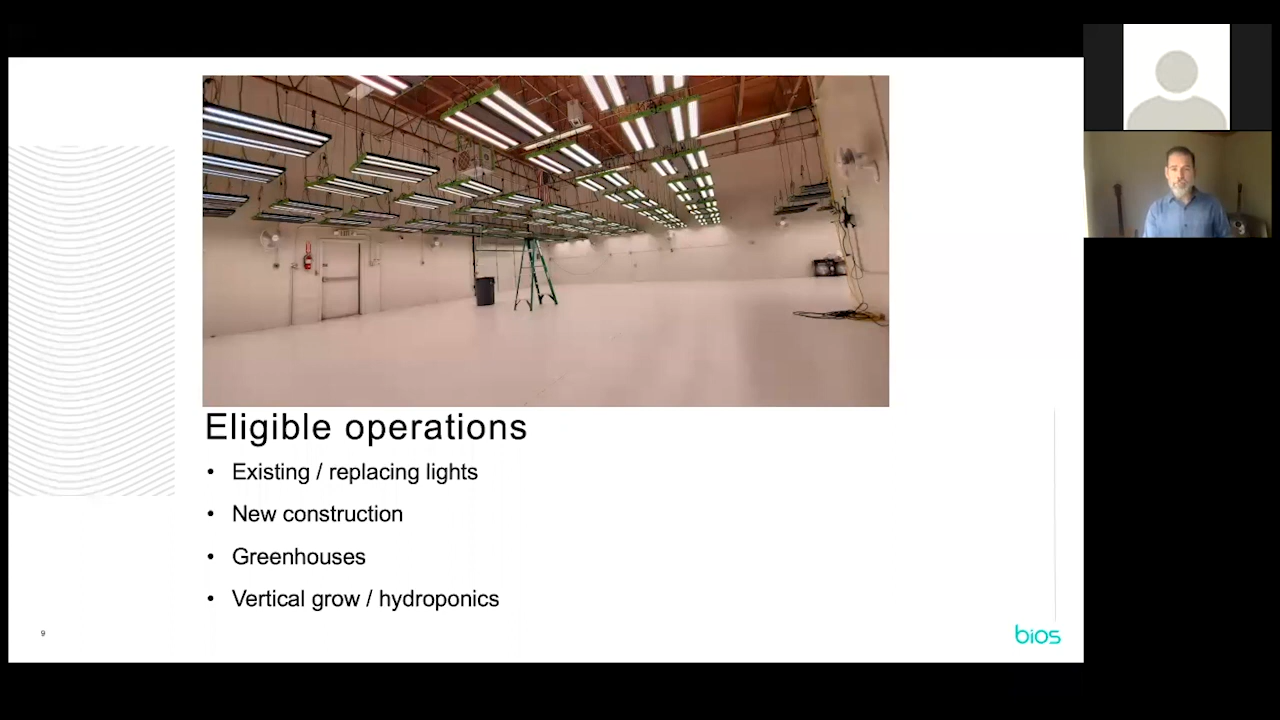 Eligible operations
• Existing / replacing lights
• New construction
• Greenhouses
• Vertical grow / hydroponics
9
bios